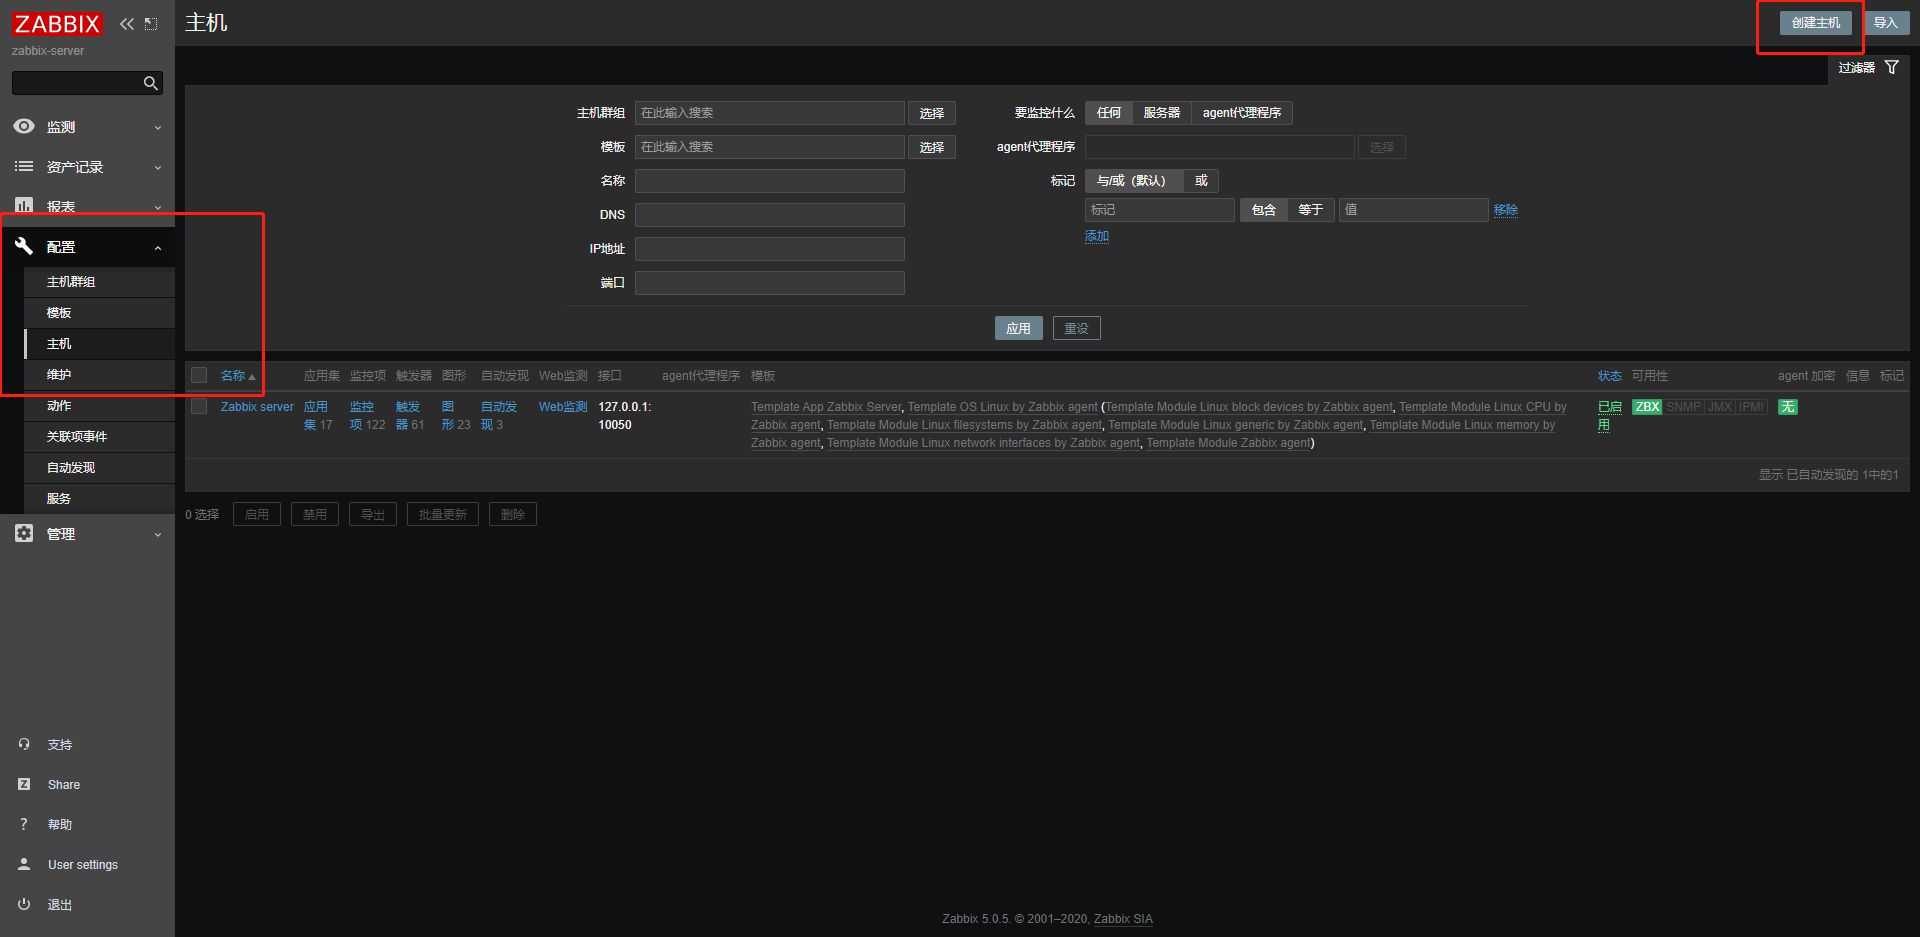 ZABBIX
zabbix-server
监测
资产记录
报表
配置
主机群组
模板
主机
维护
动作
关联项事件
自动发现
服务
管理
支持
Share
帮助
User settings
退出
主机
创建主机 导入
过滤器
主机群组 在此输入搜索 选择
模板 在此输入搜索 选择
名称
DNS
IP地址
端口
要监控什么 任何 服务器 agent代理程序
agent代理程序 选择
标记 与/或（默认） 或
标记 包含 等于 值 移除
添加
应用 重设
名称 应用集 监控项 触发器 图形 自动发现 Web监测 接口 agent代理程序 模板 状态 可用性 agent 加密 信息 标记
Zabbix server 应用 监控 触发 图 自动发 Web监测 127.0.0.1: Template App Zabbix Server, Template OS Linux by Zabbix agent (Template Module Linux block devices by Zabbix agent, Template Module Linux CPU by 已启 ZBX SNMP JMX IPMI 无
集 17 项 122 器 61 形 23 现 3 10050 Zabbix agent, Template Module Linux filesystems by Zabbix agent, Template Module Linux generic by Zabbix agent, Template Module Linux memory by 用
Zabbix agent, Template Module Linux network interfaces by Zabbix agent, Template Module Zabbix agent)
显示 已自动发现的 1中的1
0 选择 启用 禁用 导出 批量更新 删除
Zabbix 5.0.5. © 2001–2020, Zabbix SIA